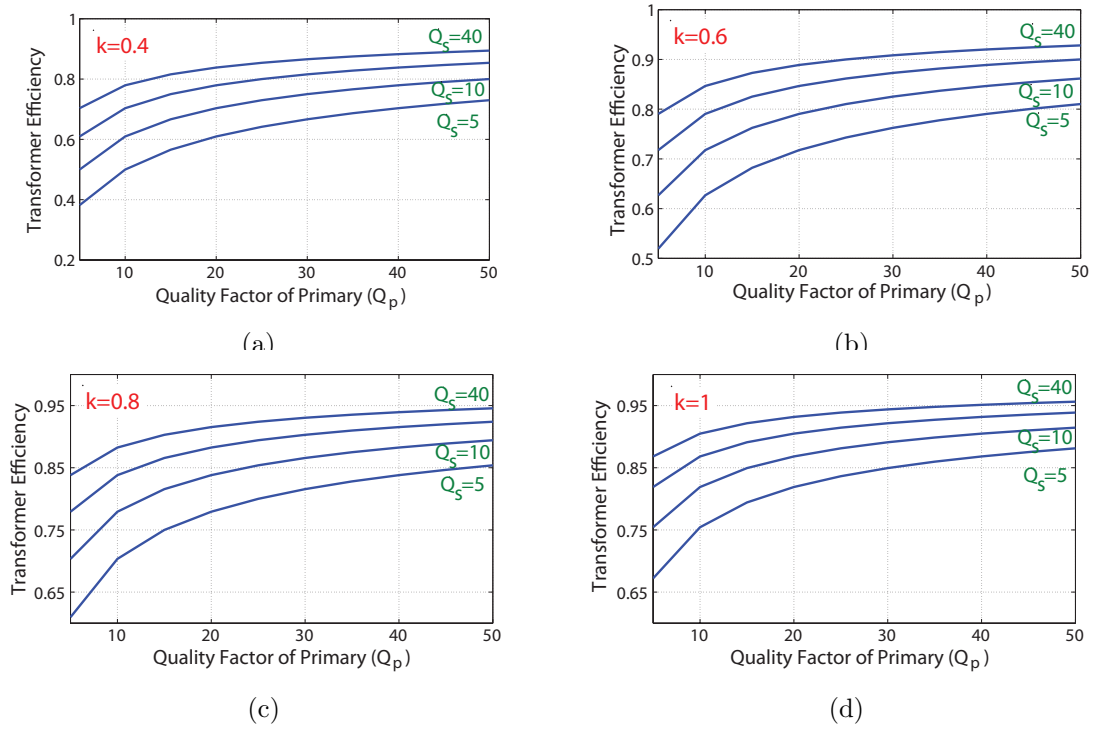 1
0.8
0.6
0.4
0.2
Transformer Efficiency
k=0.4
Qs=40
Qs=10
Qs=5
10 20 30 40 50
Quality Factor of Primary (Qp)
(a)
1
0.9
0.8
0.7
0.6
0.5
Transformer Efficiency
k=0.6
Qs=40
Qs=10
Qs=5
10 20 30 40 50
Quality Factor of Primary (Qp)
(b)
0.95
0.85
0.75
0.65
Transformer Efficiency
k=0.8
Qs=40
Qs=10
Qs=5
10 20 30 40 50
Quality Factor of Primary (Qp)
(c)
0.95
0.85
0.75
0.65
Transformer Efficiency
k=1
Qs=40
Qs=10
Qs=5
10 20 30 40 50
Quality Factor of Primary (Qp)
(d)